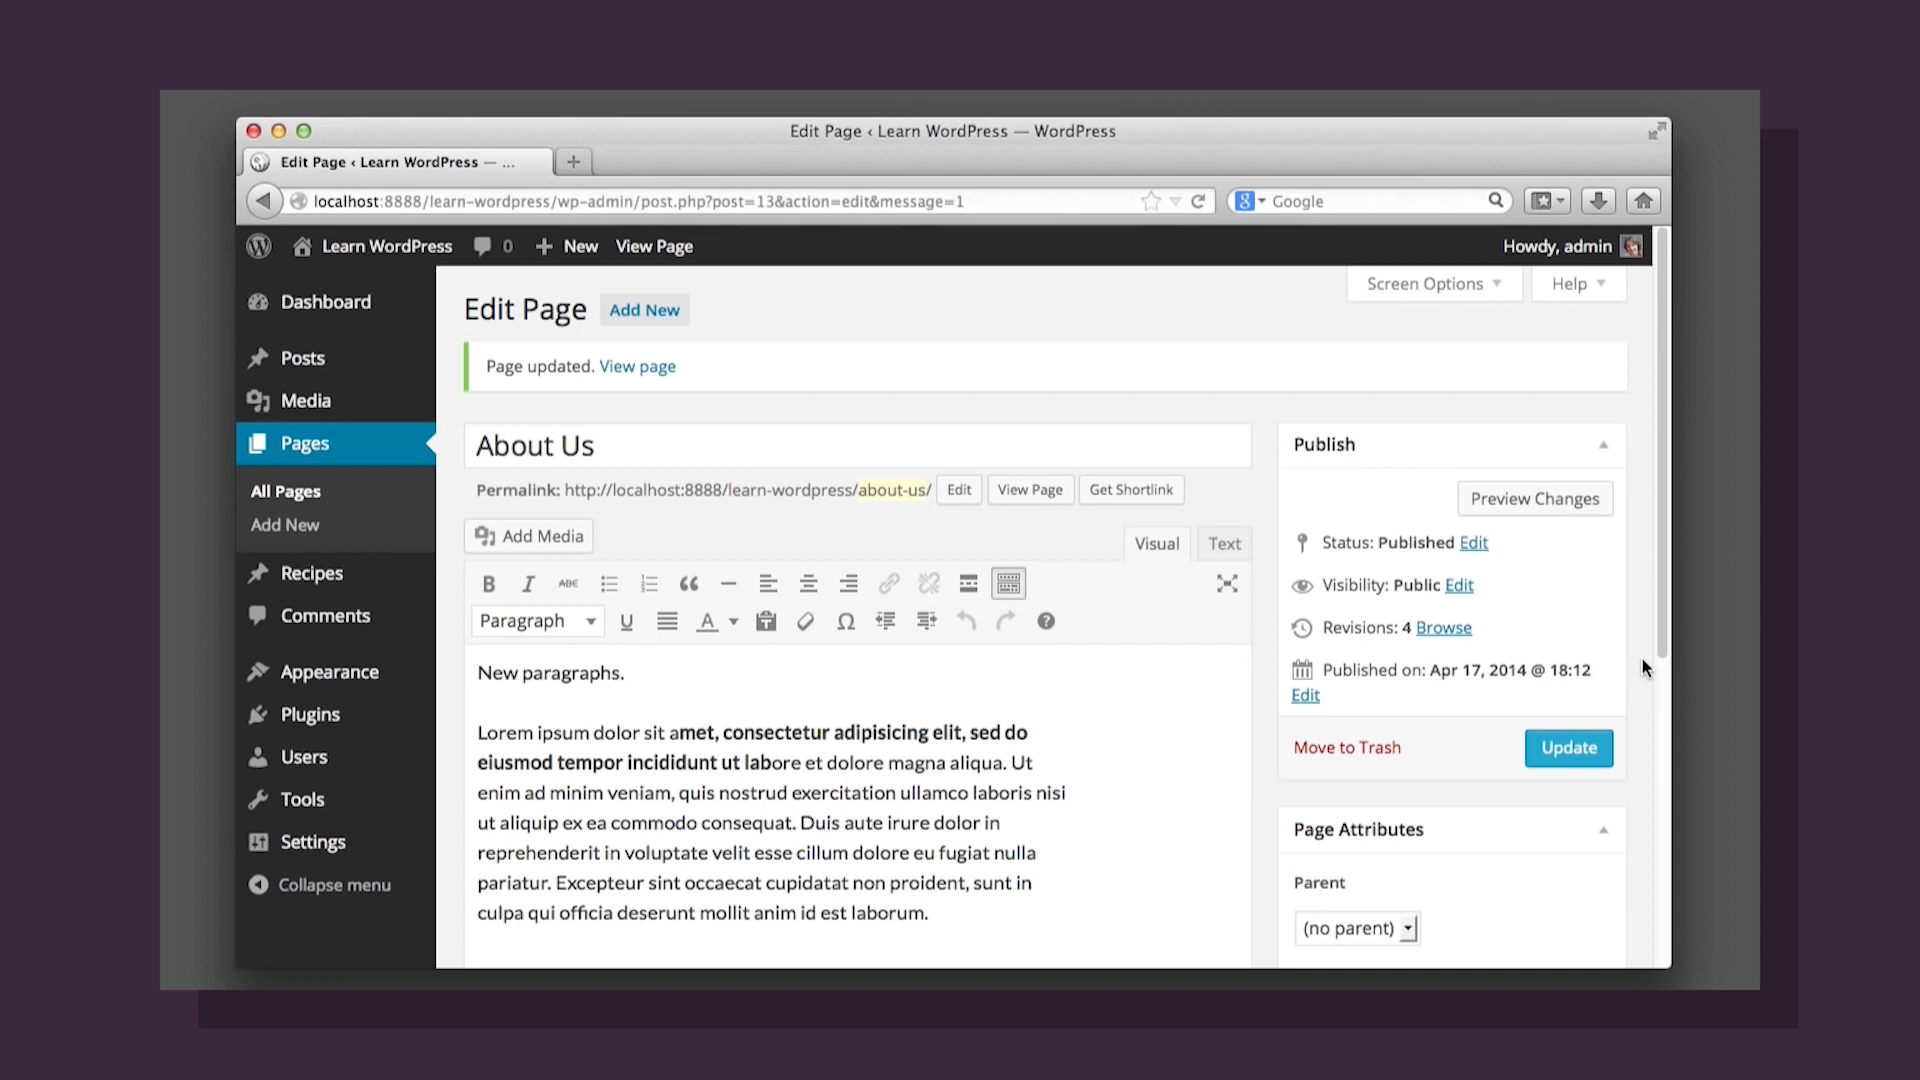 Edit Page ‹ Learn WordPress — WordPress
Edit Page ‹ Learn WordPress — ...
localhost:8888/learn-wordpress/wp-admin/post.php?post=13&action=edit&message=1
8 Google
Learn WordPress 0 New View Page
Howdy, admin
Screen Options
Help
Dashboard
Posts
Media
Pages
All Pages
Add New
Recipes
Comments
Appearance
Plugins
Users
Tools
Settings
Collapse menu
Edit Page Add New
Page updated. View page
About Us
Permalink: http://localhost:8888/learn-wordpress/about-us/ Edit View Page Get Shortlink
Add Media
Visual Text
B I ABC
Paragraph U A Ω ?
New paragraphs.
Lorem ipsum dolor sit amet, consectetur adipisicing elit, sed do
eiusmod tempor incididunt ut labore et dolore magna aliqua. Ut
enim ad minim veniam, quis nostrud exercitation ullamco laboris nisi
ut aliquip ex ea commodo consequat. Duis aute irure dolor in
reprehenderit in voluptate velit esse cillum dolore eu fugiat nulla
pariatur. Excepteur sint occaecat cupidatat non proident, sunt in
culpa qui officia deserunt mollit anim id est laborum.
Publish
Preview Changes
Status: Published Edit
Visibility: Public Edit
Revisions: 4 Browse
Published on: Apr 17, 2014 @ 18:12
Edit
Move to Trash
Update
Page Attributes
Parent
(no parent)